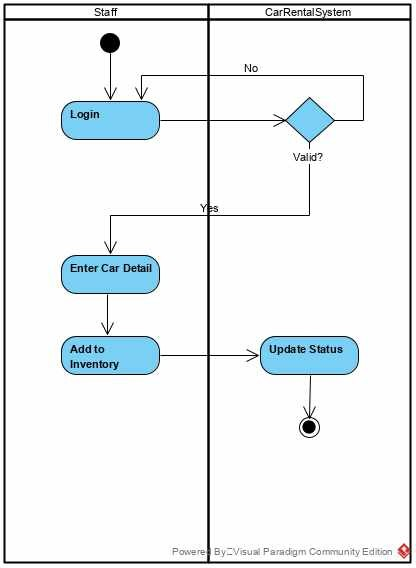 Staff
CarRentalSystem
No
Login
Valid?
Yes
Enter Car Detail
Add to
Inventory
Update Status
Powered By Visual Paradigm Community Edition